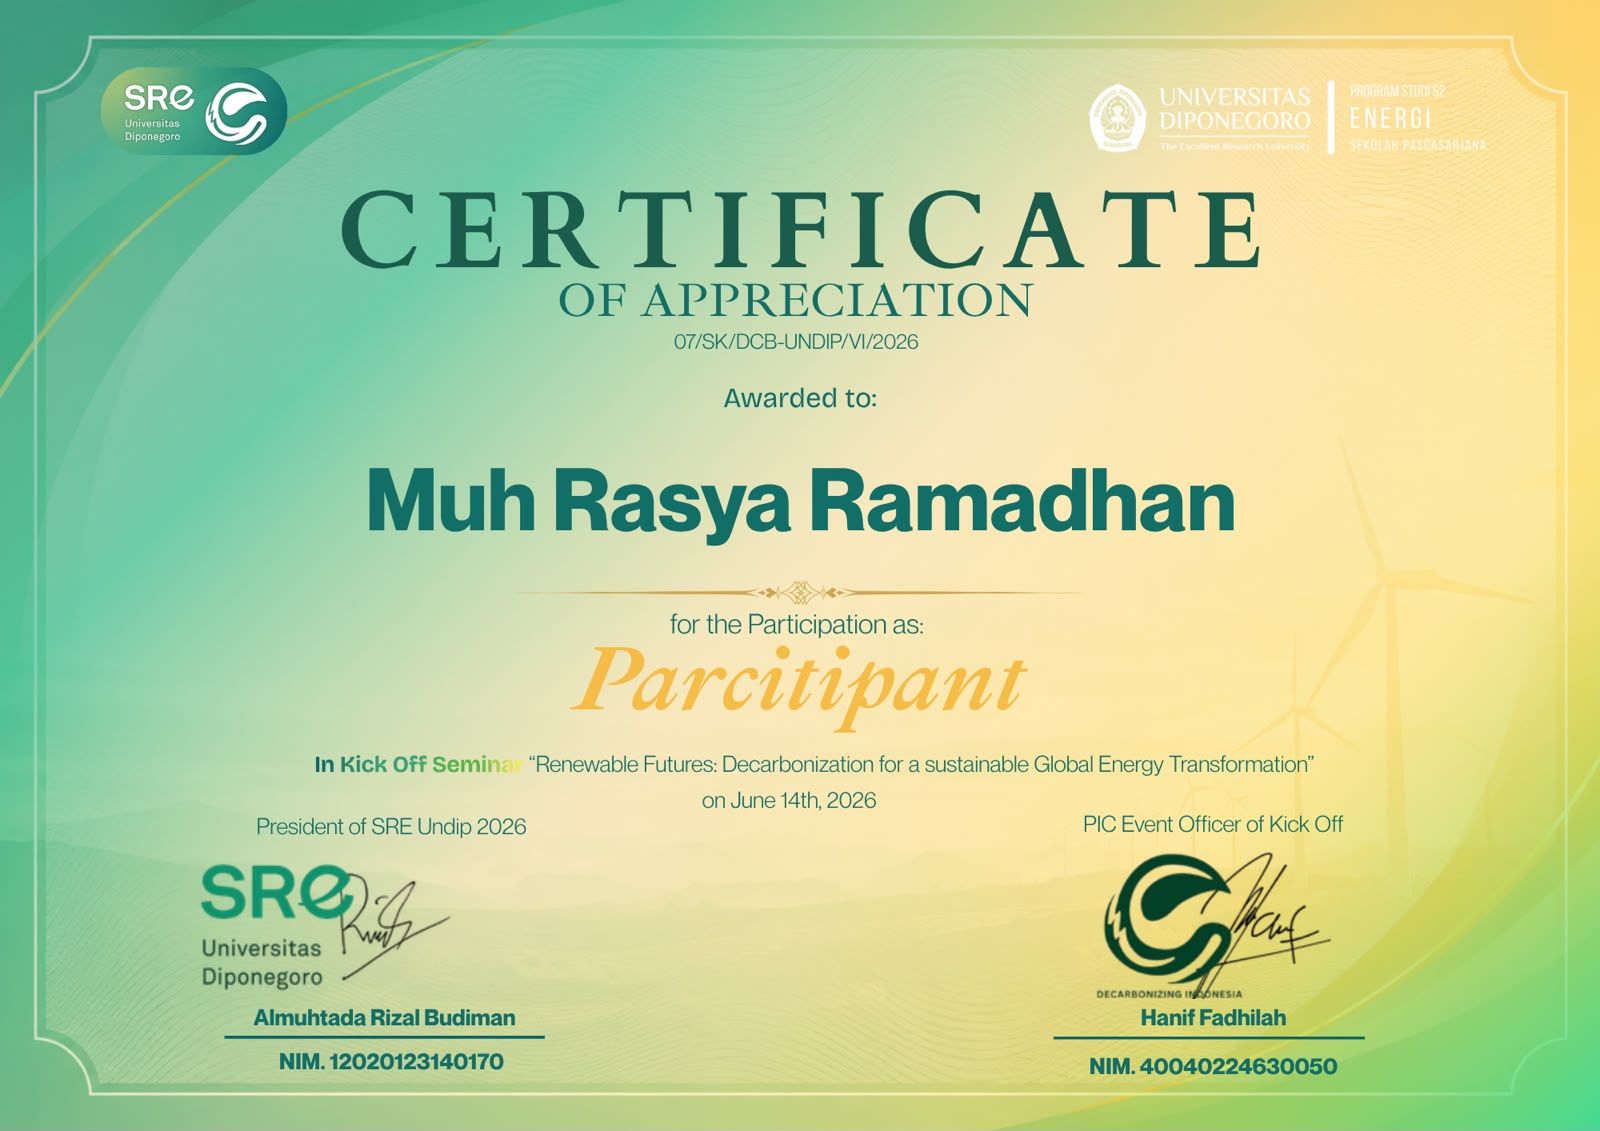 SRe
Universitas
Diponegoro
UNIVERSITAS
DIPONEGORO
The Excellent Research University
PROGRAM STUDI S2
ENERGI
SEKOLAH PASCASARJANA
CERTIFICATE
OF APPRECIATION
07/SK/DCB-UNDIP/VI/2026
Awarded to:
Muh Rasya Ramadhan
for the Participation as:
Parcitipant
In Kick Off Seminar “Renewable Futures: Decarbonization for a sustainable Global Energy Transformation”
on June 14th, 2026
President of SRE Undip 2026
SRe
Universitas
Diponegoro
Almuhtada Rizal Budiman
NIM. 12020123140170
PIC Event Officer of Kick Off
DECARBONIZING INDONESIA
Hanif Fadhilah
NIM. 40040224630050